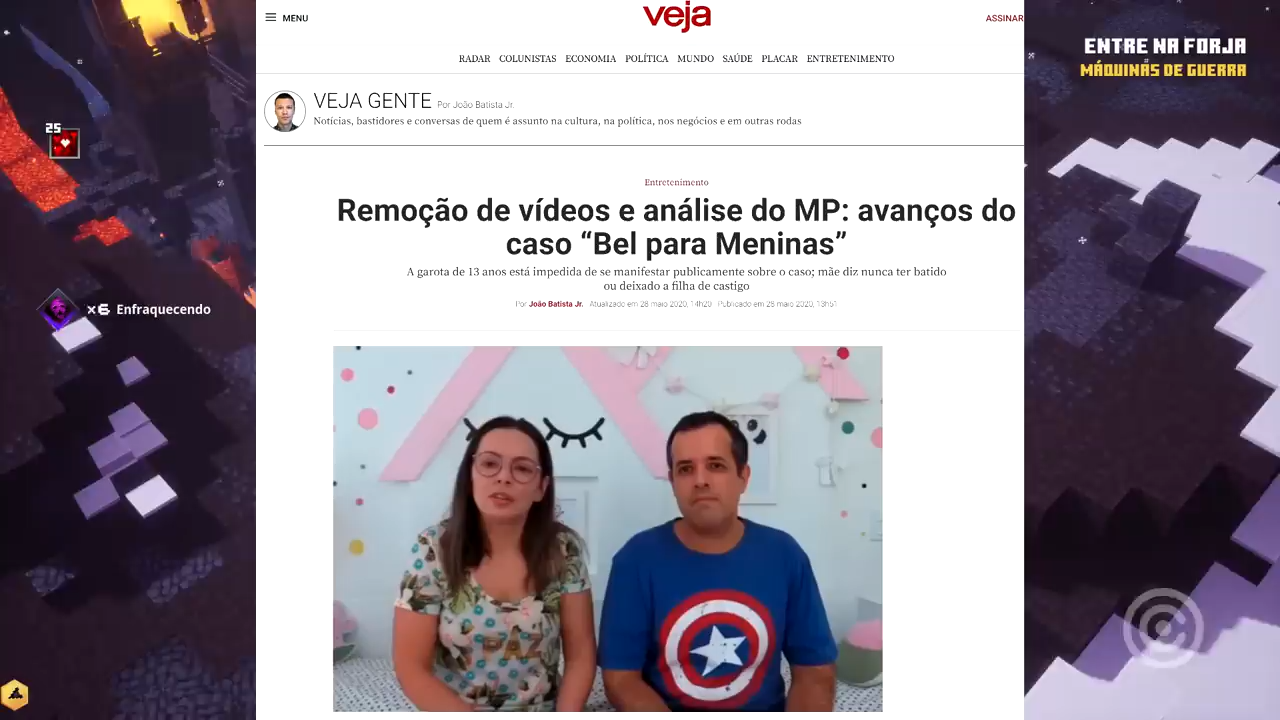 MENU
veja
ASSINAR
RADAR COLUNISTAS ECONOMIA POLÍTICA MUNDO SAÚDE PLACAR ENTRETENIMENTO
VEJA GENTE Por João Batista Jr.
Notícias, bastidores e conversas de quem é assunto na cultura, na política, nos negócios e em outras rodas
Entretenimento
Remoção de vídeos e análise do MP: avanços do
caso “Bel para Meninas”
A garota de 13 anos está impedida de se manifestar publicamente sobre o caso; mãe diz nunca ter batido
ou deixado a filha de castigo
Por João Batista Jr. Atualizado em 28 maio 2020, 14h20 Publicado em 28 maio 2020, 13h51
ENTRE NA FORJA
MÁQUINAS DE GUERRA
25
×6 Enfraquecendo
PAZ